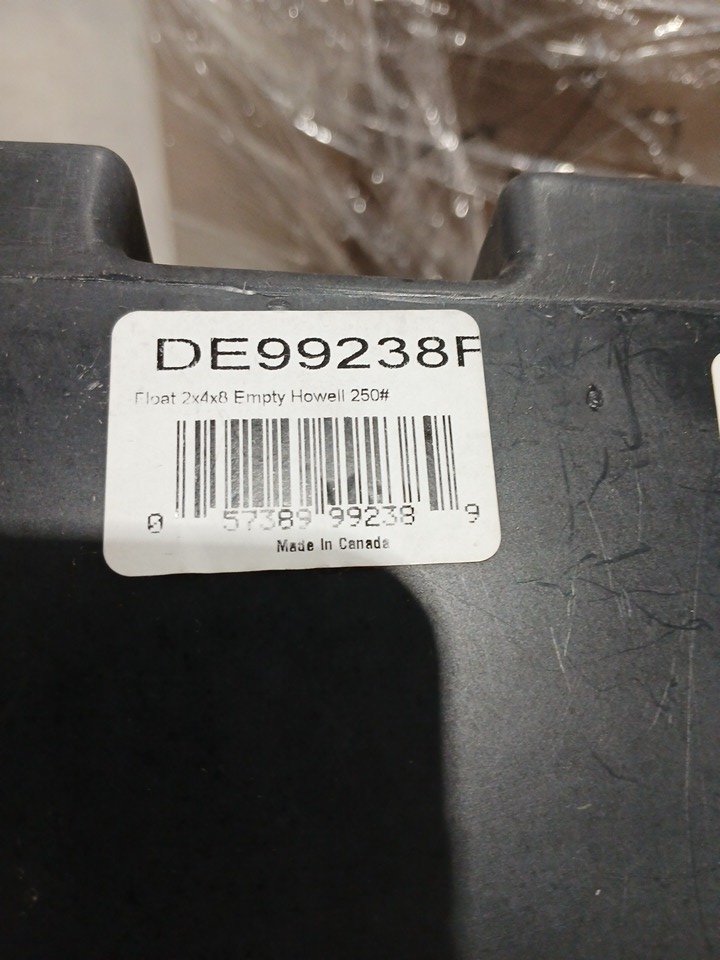 DE99238F
Float 2x4x8 Empty Howell 250#
0 57389 99238 9
Made In Canada